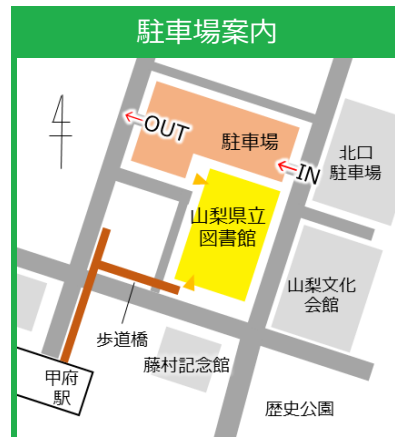 駐車場案内
OUT
駐車場
IN
北口
駐車場
山梨県立
図書館
山梨文化
会館
歩道橋
藤村記念館
甲府
駅
歴史公園